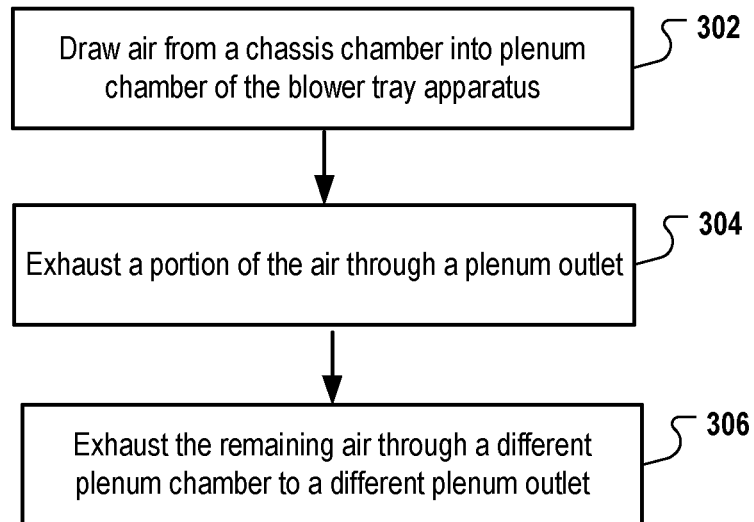 Draw air from a chassis chamber into plenum
chamber of the blower tray apparatus
302
Exhaust a portion of the air through a plenum outlet
304
Exhaust the remaining air through a different
plenum chamber to a different plenum outlet
306